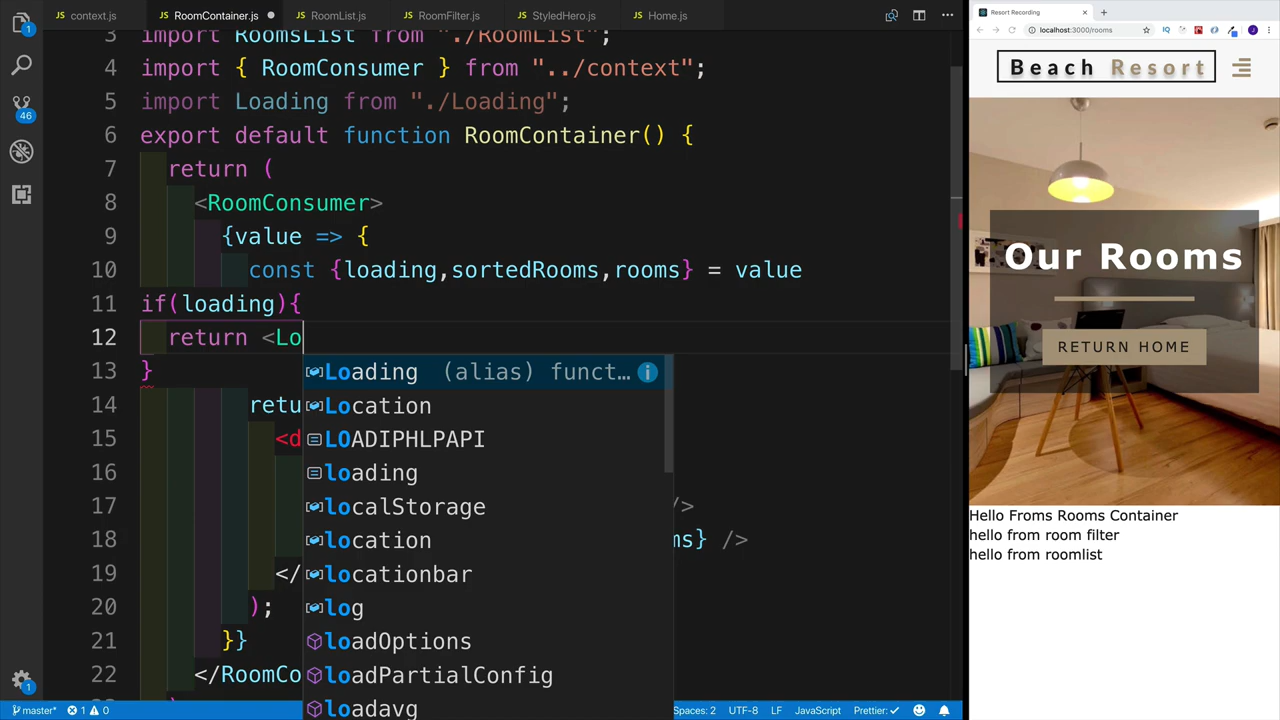 context.js
RoomContainer.js
RoomList.js
RoomFilter.js
StyledHero.js
Home.js
3 import RoomsList from "./RoomList";
4 import { RoomConsumer } from "../context";
5 import Loading from "./Loading";
6 export default function RoomContainer() {
7 return (
8 <RoomConsumer>
9 {value => {
10 const {loading,sortedRooms,rooms} = value
11 if(loading){
12 return <Lo
13 }
14 retu
15 <d
16
17 />
18 ms} />
19 </
20 );
21 }}
22 </RoomCo
Loading (alias) funct…
Location
LOADIPHLPAPI
loading
localStorage
location
locationbar
log
loadOptions
loadPartialConfig
loadavg
1
46
1
master*
1 0
Spaces: 2
UTF-8
LF
JavaScript
Prettier:
Resort Recording
localhost:3000/rooms
Beach Resort
Our Rooms
RETURN HOME
Hello Froms Rooms Container
hello from room filter
hello from roomlist